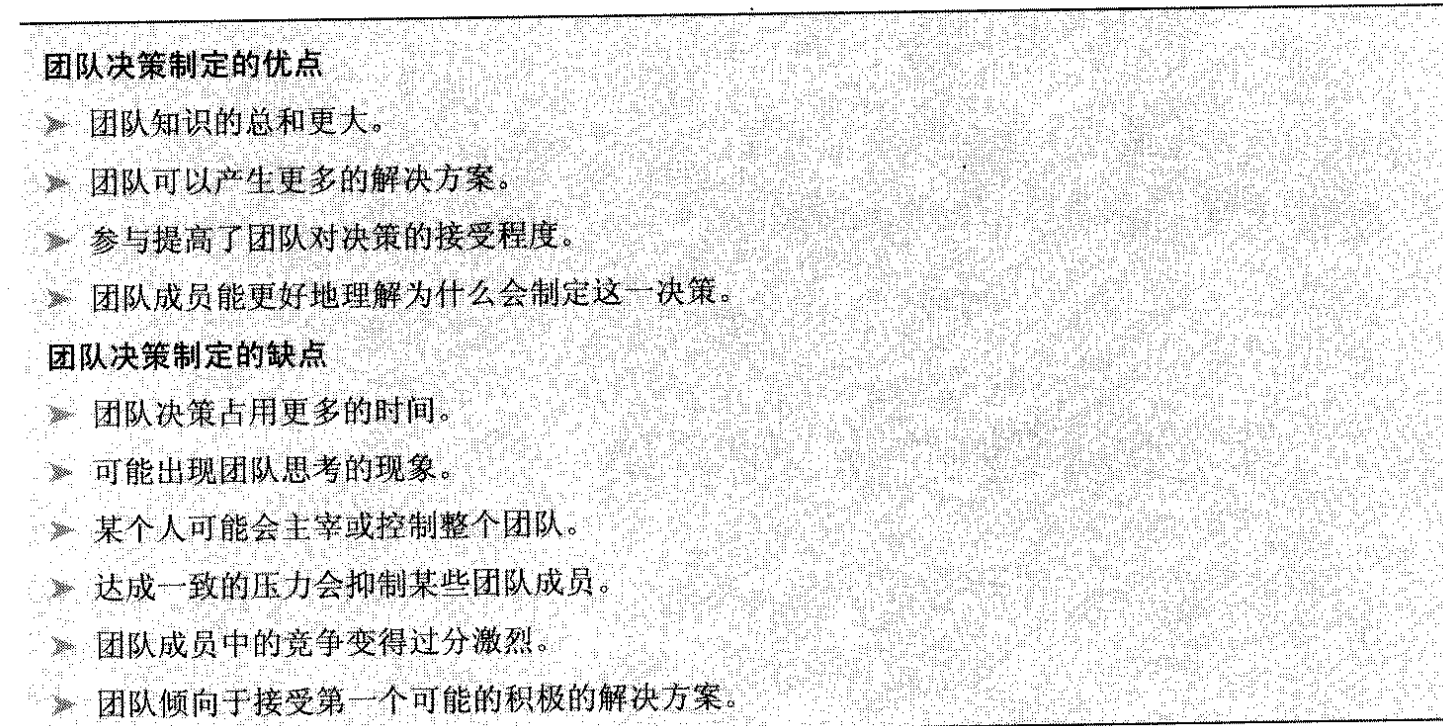 团队决策制定的优点
➢ 团队知识的总和更大。
➢ 团队可以产生更多的解决方案。
➢ 参与提高了团队对决策的接受程度。
➢ 团队成员能更好地理解为什么会制定这一决策。
团队决策制定的缺点
➢ 团队决策占用更多的时间。
➢ 可能出现团队思考的现象。
➢ 某个人可能会主宰或控制整个团队。
➢ 达成一致的压力会抑制某些团队成员。
➢ 团队成员中的竞争变得过分激烈。
➢ 团队倾向于接受第一个可能的积极的解决方案。